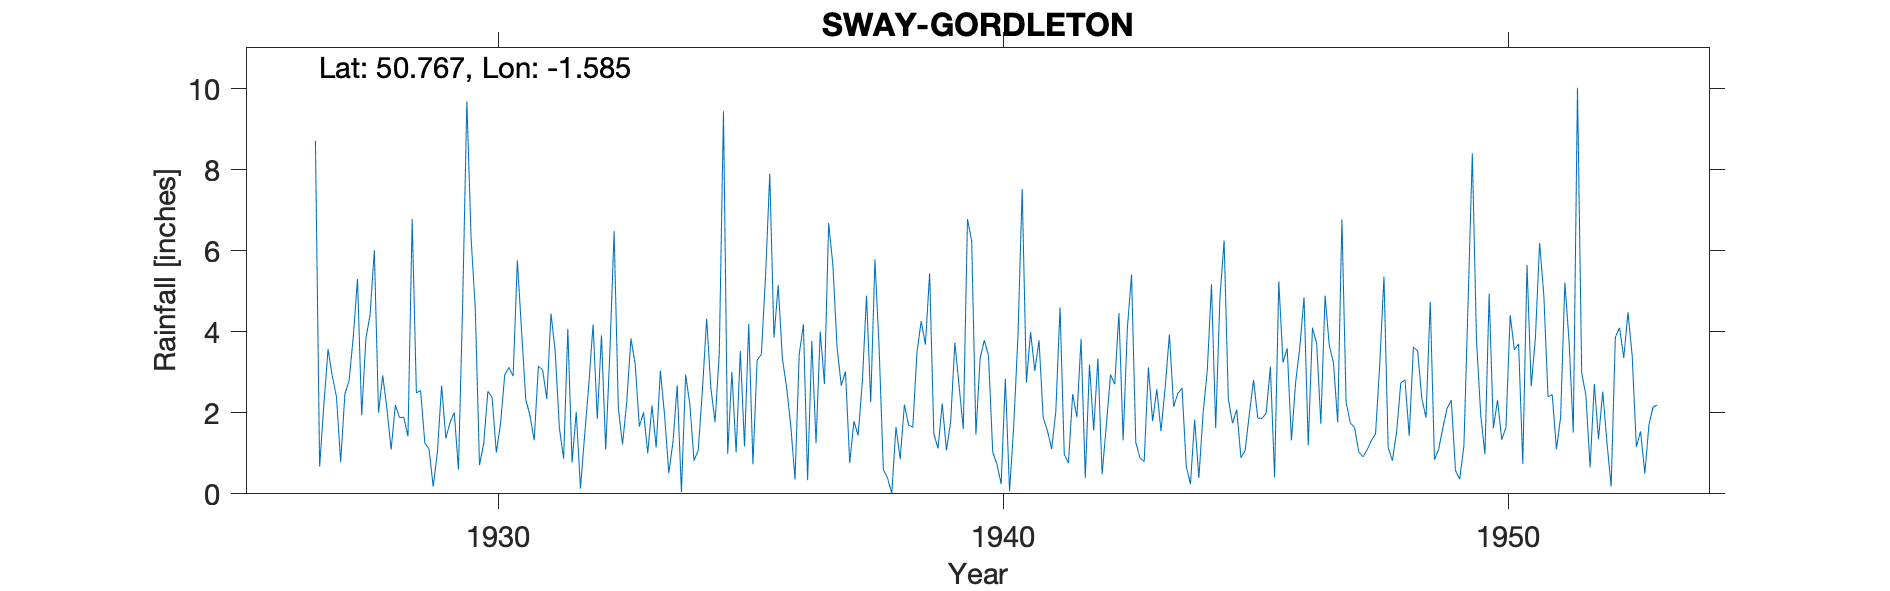 SWAY-GORDLETON
Lat: 50.767, Lon: -1.585
10
8
6
4
2
0
Rainfall [inches]
1930
1940
1950
Year